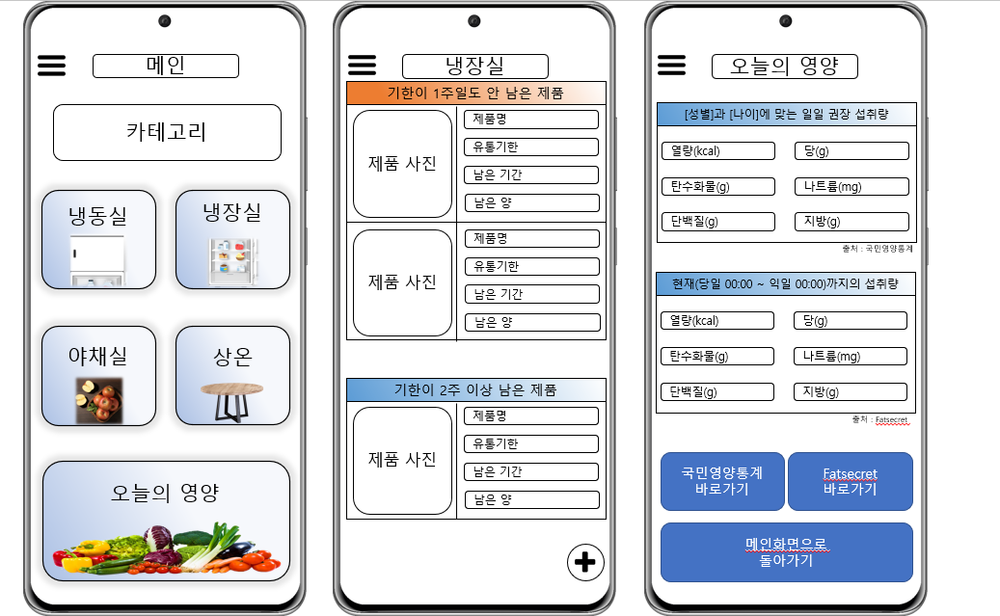 메인
카테고리
냉동실
냉장실
야채실
상온
오늘의 영양
냉장실
기한이 1주일도 안 남은 제품
제품 사진
제품명
유통기한
남은 기간
남은 양
제품 사진
제품명
유통기한
남은 기간
남은 양
기한이 2주 이상 남은 제품
제품 사진
제품명
유통기한
남은 기간
남은 양
오늘의 영양
[성별]과 [나이]에 맞는 일일 권장 섭취량
열량(kcal)
당(g)
탄수화물(g)
나트륨(mg)
단백질(g)
지방(g)
출처 : 국민영양통계
현재(당일 00:00 ~ 익일 00:00)까지의 섭취량
열량(kcal)
당(g)
탄수화물(g)
나트륨(mg)
단백질(g)
지방(g)
출처 : Fatsecret
국민영양통계
바로가기
Fatsecret
바로가기
메인화면으로
돌아가기